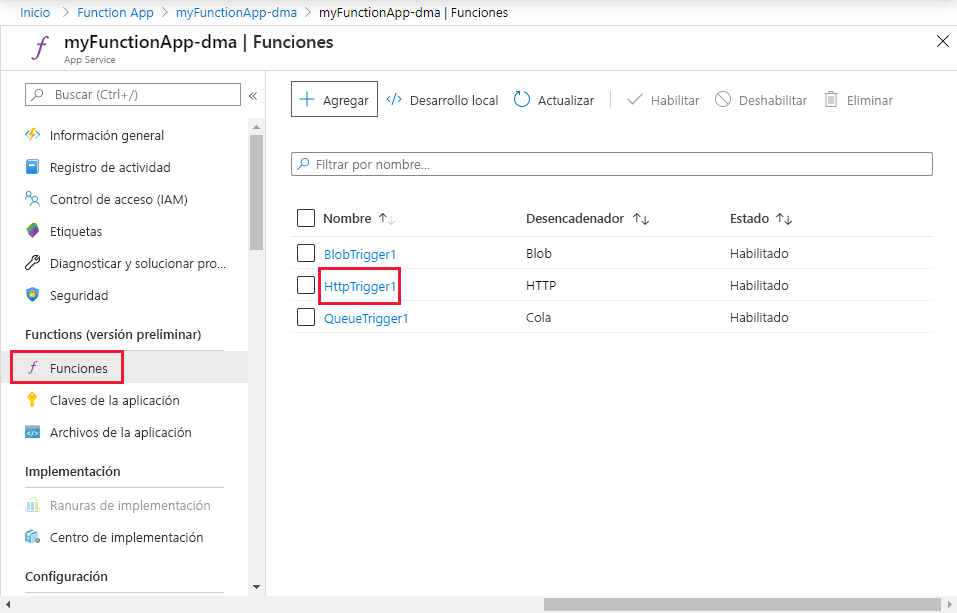 Inicio > Function App > myFunctionApp-dma > myFunctionApp-dma | Funciones
myFunctionApp-dma | Funciones
App Service
Buscar (Ctrl+/)
Información general
Registro de actividad
Control de acceso (IAM)
Etiquetas
Diagnosticar y solucionar pro...
Seguridad
Functions (versión preliminar)
Funciones
Claves de la aplicación
Archivos de la aplicación
Implementación
Ranuras de implementación
Centro de implementación
Configuración
Agregar Desarrollo local Actualizar Habilitar Deshabilitar Eliminar
Filtrar por nombre...
Nombre Desencadenador Estado
BlobTrigger1 Blob Habilitado
HttpTrigger1 HTTP Habilitado
QueueTrigger1 Cola Habilitado